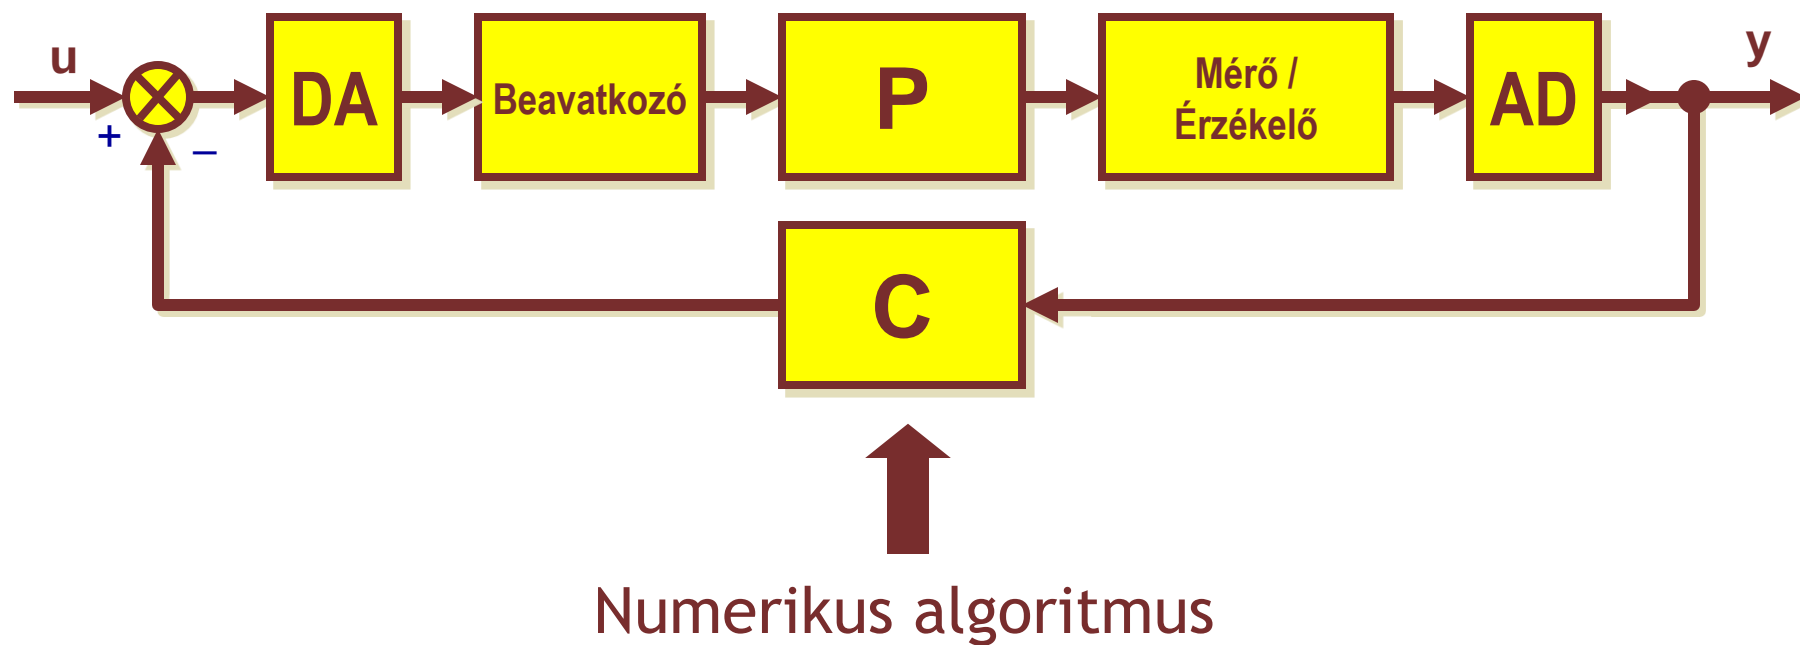 u
y
+
–
DA
Beavatkozó
P
Mérő /
Érzékelő
AD
C
Numerikus algoritmus